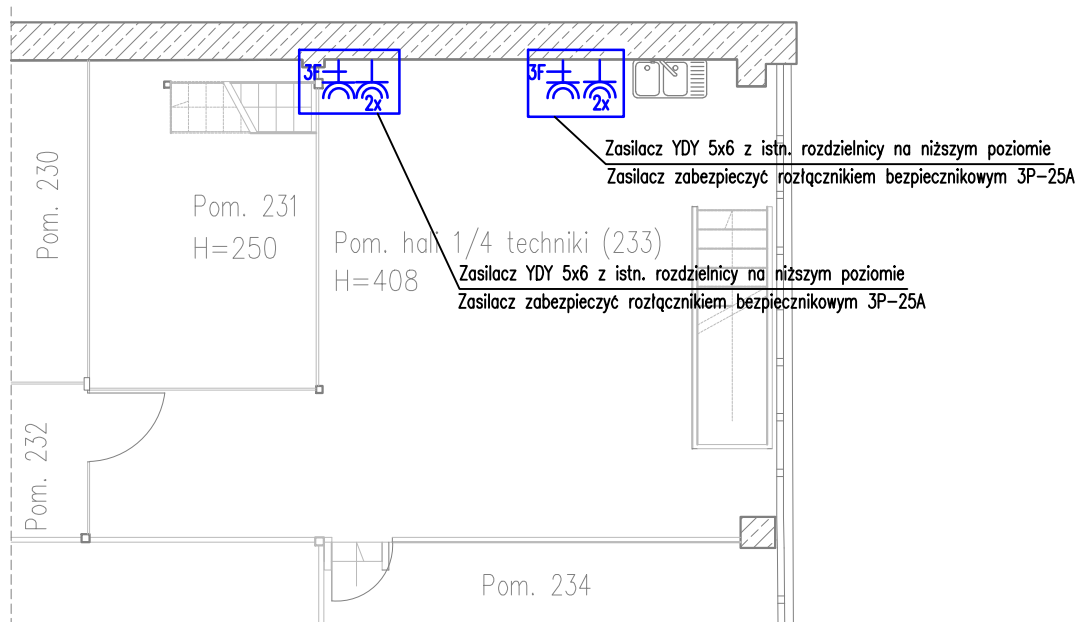 3F
2x
3F
2x
Zasilacz YDY 5x6 z istn. rozdzielnicy na niższym poziomie
Zasilacz zabezpieczyć rozłącznikiem bezpiecznikowym 3P-25A
Pom. 230
Pom. 231
H=250
Pom. hali 1/4 techniki (233)
H=408
Zasilacz YDY 5x6 z istn. rozdzielnicy na niższym poziomie
Zasilacz zabezpieczyć rozłącznikiem bezpiecznikowym 3P-25A
Pom. 232
Pom. 234